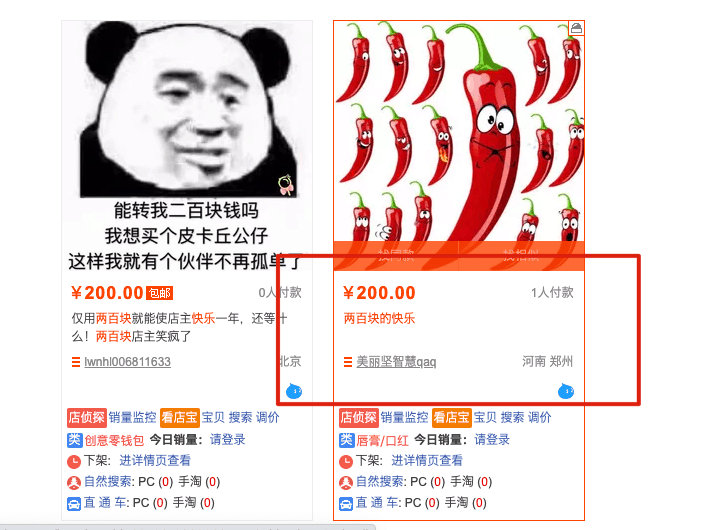 能转我二百块钱吗
我想买个皮卡丘公仔
这样我就有个伙伴不再孤单了
¥200.00 包邮 0人付款
仅用两百块就能使店主快乐一年，还等什
么！两百块店主笑疯了
lwnhl006811633 北京
店侦探 销量监控 看店宝 宝贝 搜索 调价
类 创意零钱包 今日销量： 请登录
下架： 进详情页查看
自然搜索: PC (0) 手淘 (0)
直 通 车: PC (0) 手淘 (0)
找同款 找相似
¥200.00 1人付款
两百块的快乐
美丽坚智慧qaq 河南 郑州
店侦探 销量监控 看店宝 宝贝 搜索 调价
类 唇膏/口红 今日销量： 请登录
下架： 进详情页查看
自然搜索: PC (0) 手淘 (0)
直 通 车: PC (0) 手淘 (0)